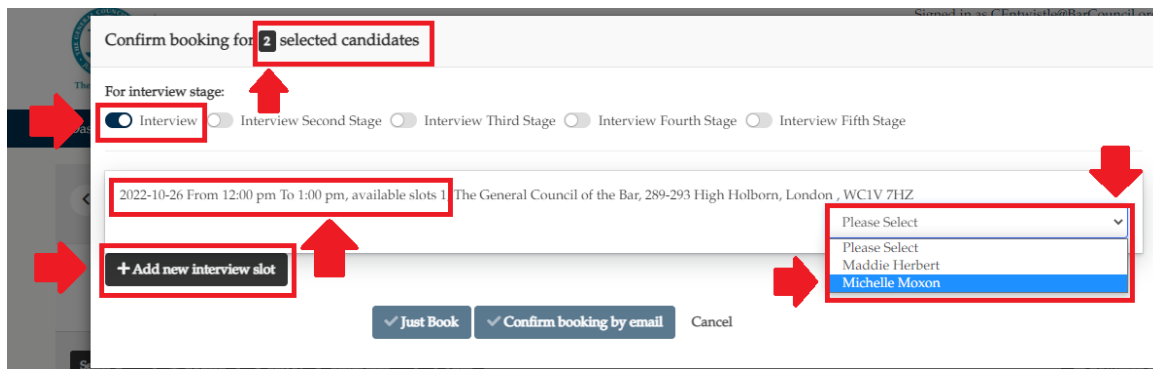 Signed in as CEntwistle@BarCouncil.or
Confirm booking for 2 selected candidates
For interview stage:
Interview Interview Second Stage Interview Third Stage Interview Fourth Stage Interview Fifth Stage
2022-10-26 From 12:00 pm To 1:00 pm, available slots 1, The General Council of the Bar, 289-293 High Holborn, London , WC1V 7HZ
Please Select
Please Select
Maddie Herbert
Michelle Moxon
+ Add new interview slot
Just Book Confirm booking by email Cancel